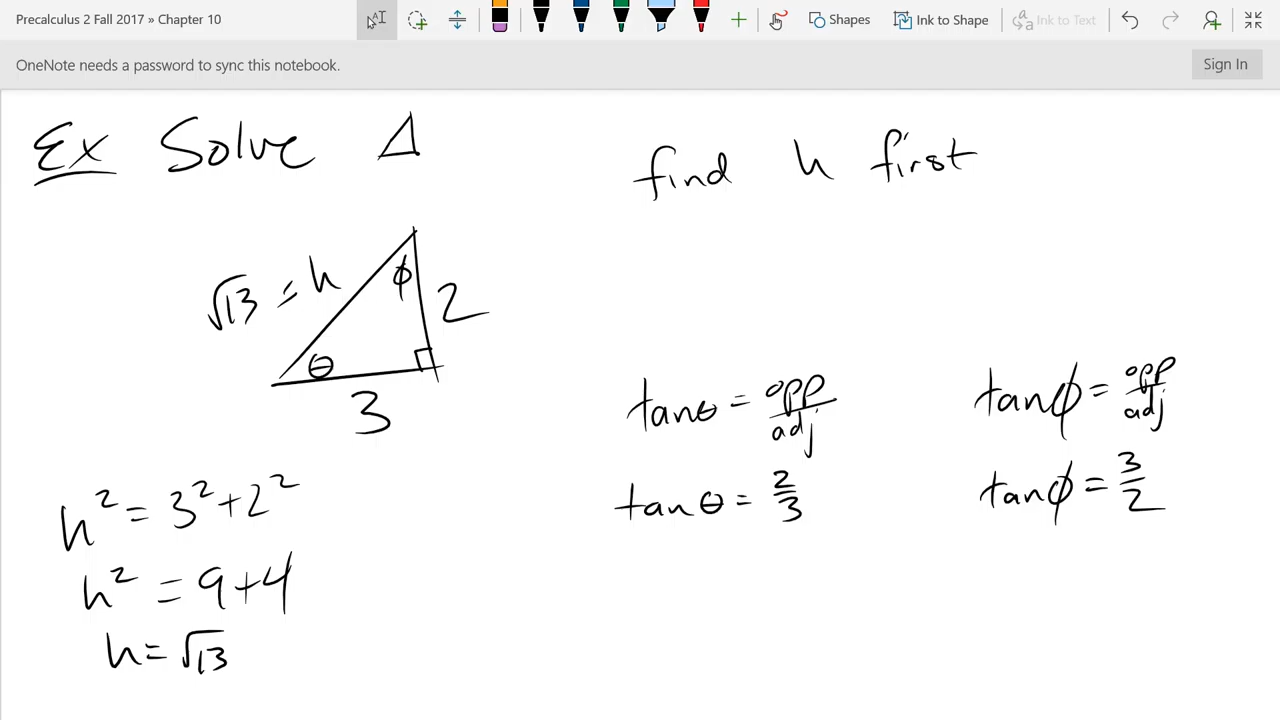 Precalculus 2 Fall 2017 » Chapter 10
Shapes
Ink to Shape
Ink to Text
OneNote needs a password to sync this notebook.
Sign In
Ex Solve Δ
find h first
√13 = h
ϕ
2
θ
3
tanθ = opp/adj
tanϕ = opp/adj
tanθ = 2/3
tanϕ = 3/2
h² = 3² + 2²
h² = 9 + 4
h = √13